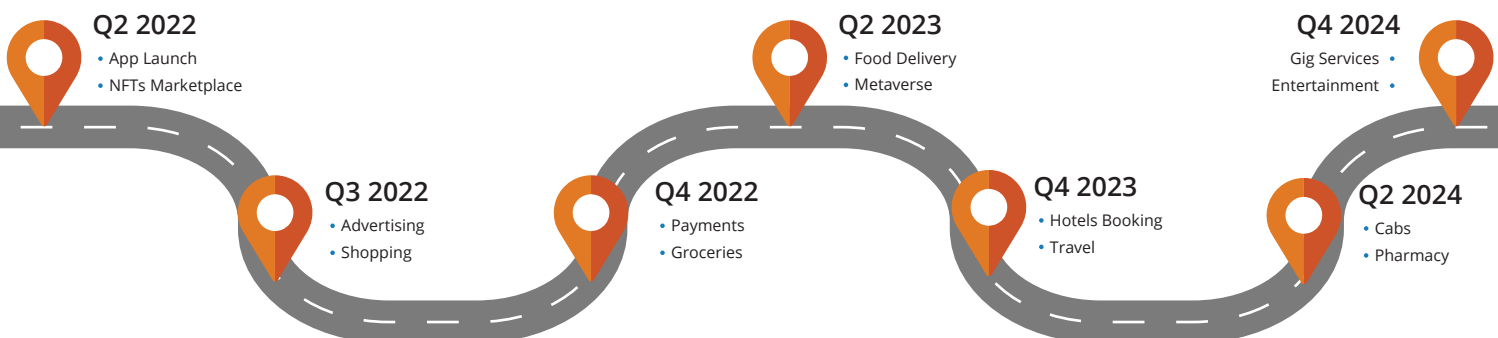 Q2 2022
• App Launch
• NFTs Marketplace
Q3 2022
• Advertising
• Shopping
Q4 2022
• Payments
• Groceries
Q2 2023
• Food Delivery
• Metaverse
Q4 2023
• Hotels Booking
• Travel
Q2 2024
• Cabs
• Pharmacy
Q4 2024
Gig Services •
Entertainment •